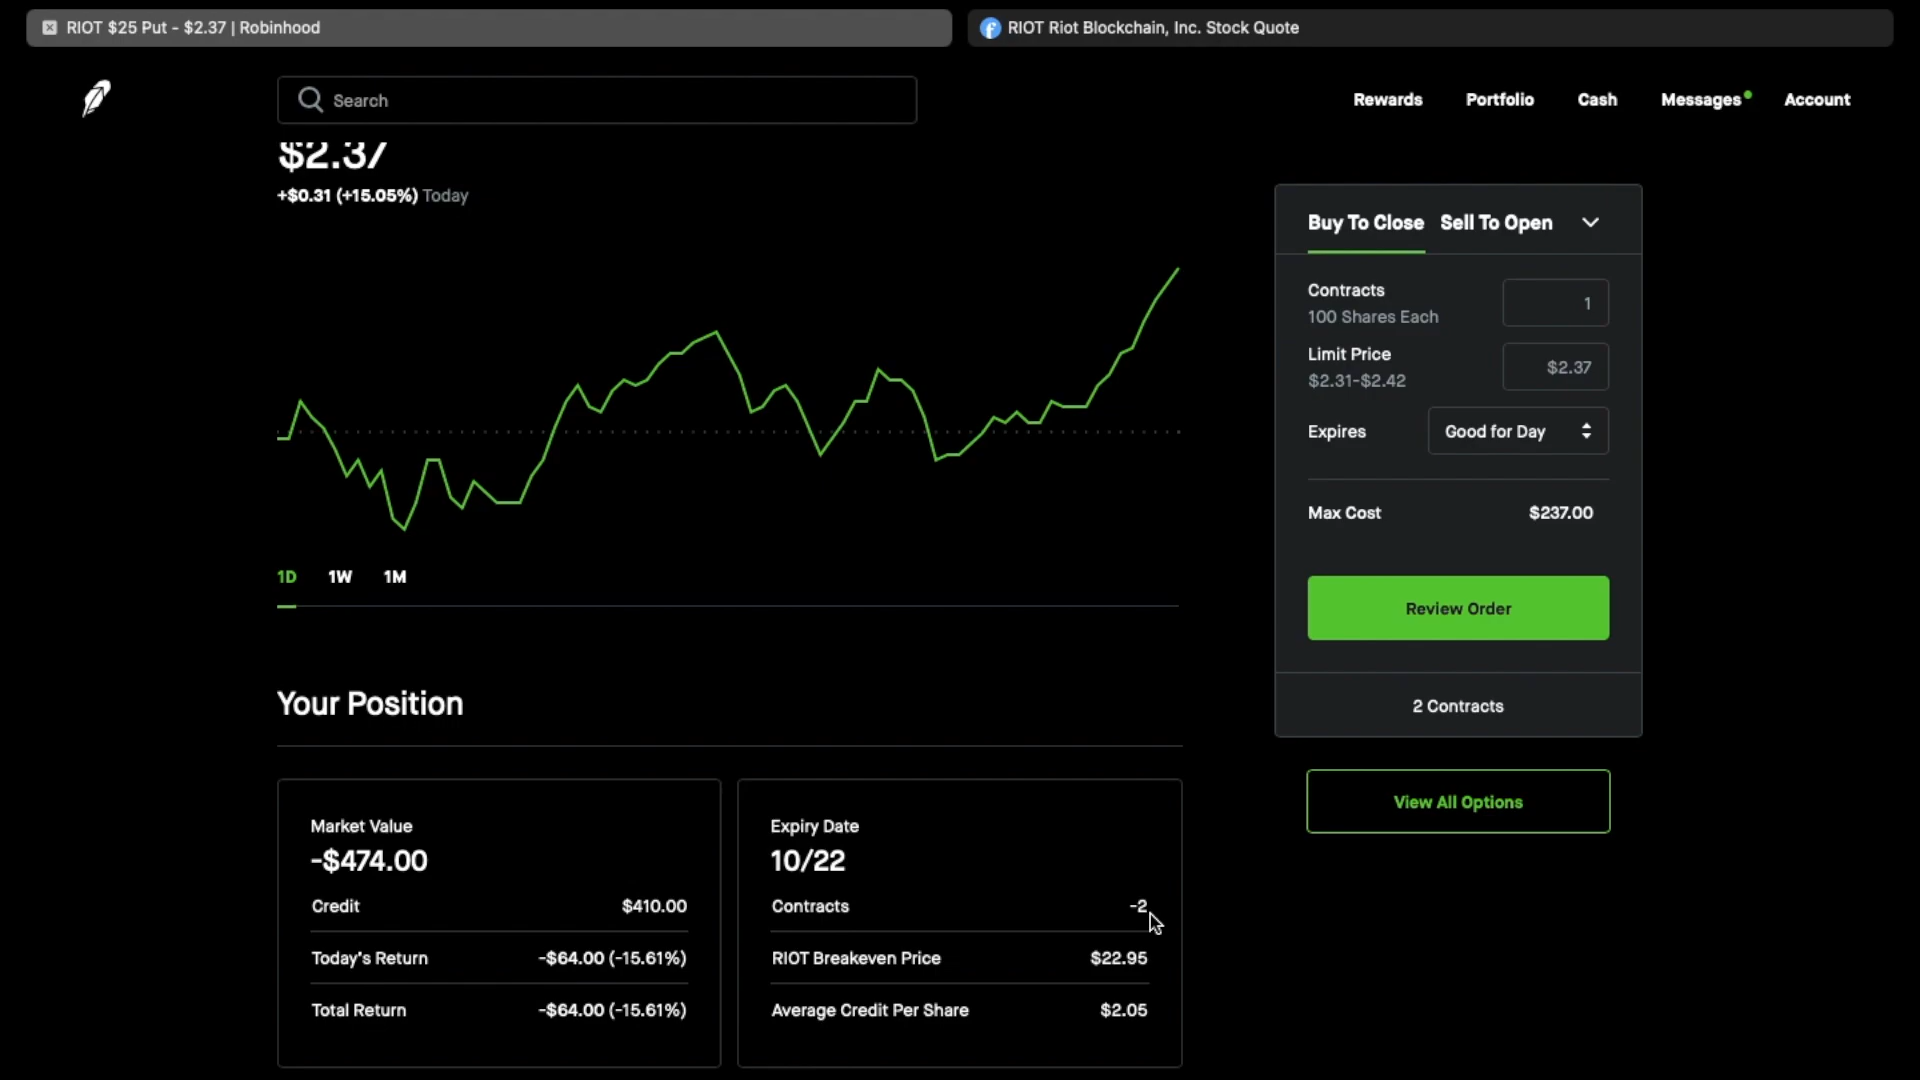 RIOT $25 Put - $2.37 | Robinhood
RIOT Riot Blockchain, Inc. Stock Quote
Search
Rewards
Portfolio
Cash
Messages
Account
$2.37
+$0.31 (+15.05%) Today
1D
1W
1M
Buy To Close
Sell To Open
Contracts
1
100 Shares Each
Limit Price
$2.37
$2.31-$2.42
Expires
Good for Day
Max Cost
$237.00
Review Order
2 Contracts
View All Options
Your Position
Market Value
-$474.00
Credit
$410.00
Today's Return
-$64.00 (-15.61%)
Total Return
-$64.00 (-15.61%)
Expiry Date
10/22
Contracts
-2
RIOT Breakeven Price
$22.95
Average Credit Per Share
$2.05